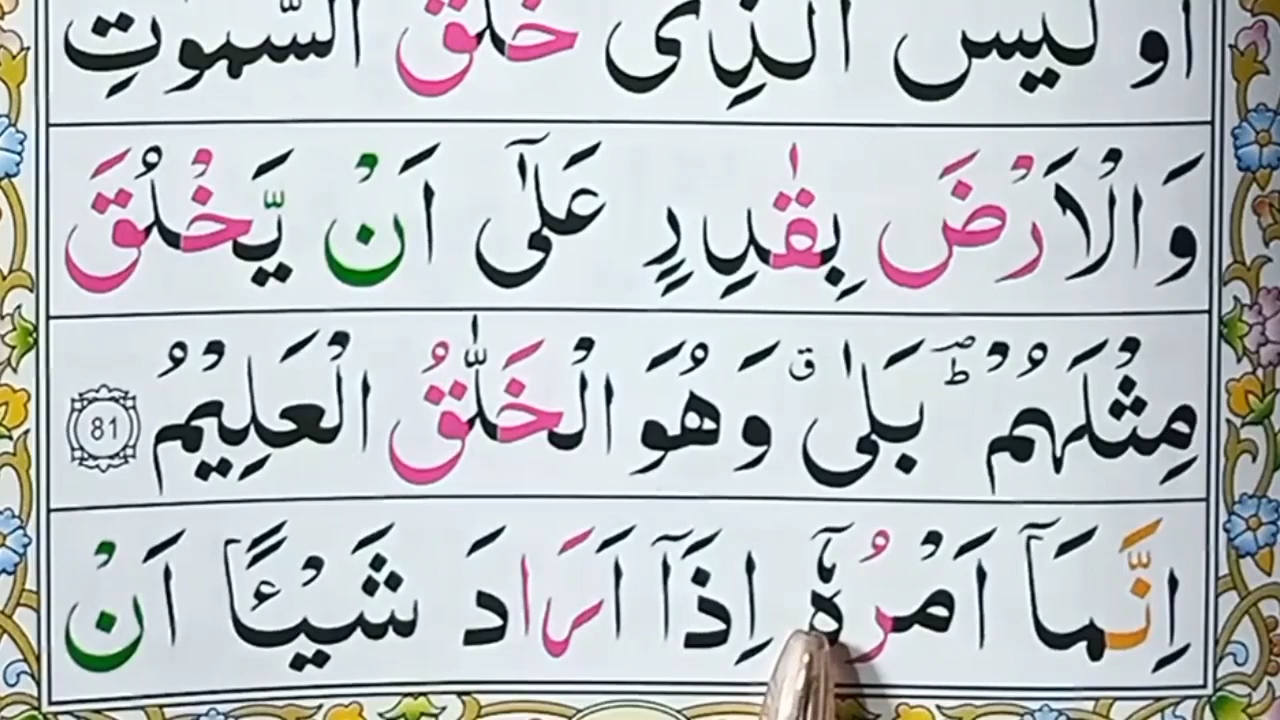 اَوَ لَيْسَ الَّذِىْ خَلَقَ السَّمٰوٰتِ
وَالْاَرْضَ بِقٰدِرٍ عَلٰٓى اَنْ يَّخْلُقَ
مِثْلَهُمْ ؕ بَلٰى ۗ وَهُوَ الْخَلّٰقُ الْعَلِيْمُ 81
اِنَّمَآ اَمْرُهٗۤ اِذَآ اَرَادَ شَيْـًٔا اَنْ